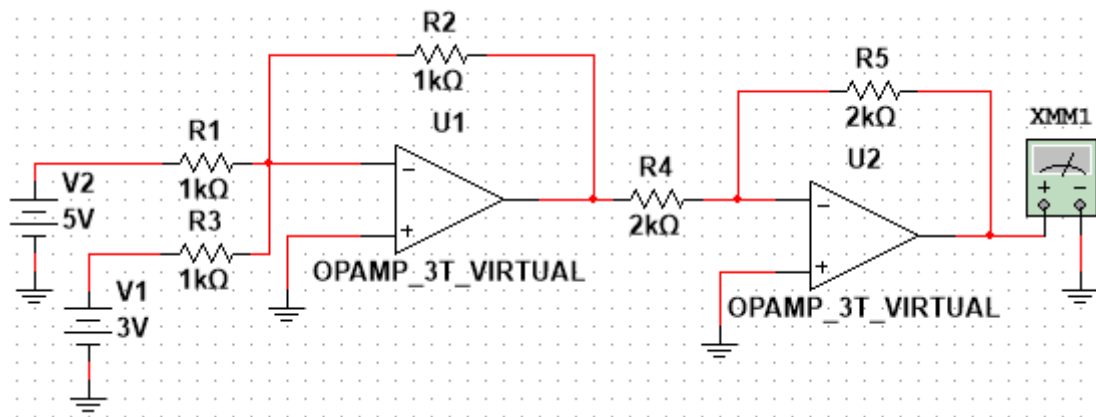 R2
1kΩ
U1
R5
2kΩ
U2
XMM1
R1
1kΩ
V2
5V
R3
1kΩ
V1
3V
OPAMP_3T_VIRTUAL
R4
2kΩ
OPAMP_3T_VIRTUAL